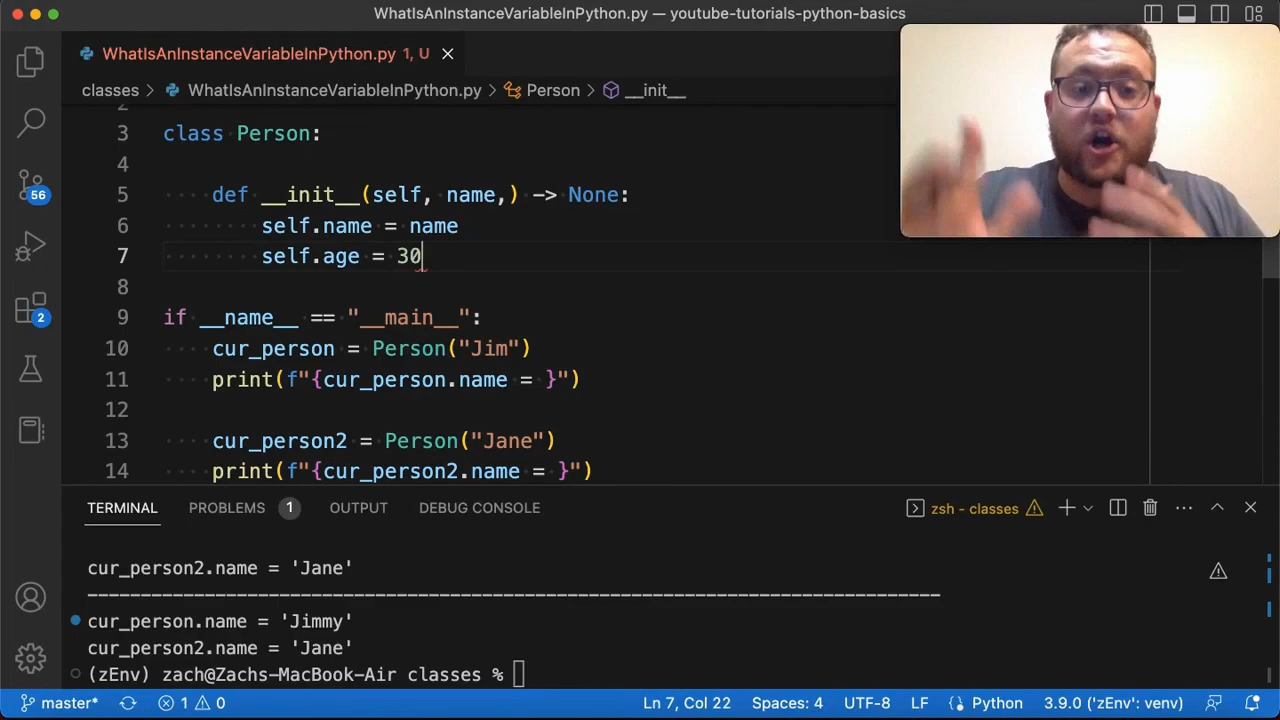 WhatIsAnInstanceVariableInPython.py — youtube-tutorials-python-basics
WhatIsAnInstanceVariableInPython.py 1, U
classes > WhatIsAnInstanceVariableInPython.py > Person > __init__
3 class Person:
4
5 def __init__(self, name,) -> None:
6 self.name = name
7 self.age = 30
8
9 if __name__ == "__main__":
10 cur_person = Person("Jim")
11 print(f"{cur_person.name = }")
12
13 cur_person2 = Person("Jane")
14 print(f"{cur_person2.name = }")
56
2
TERMINAL PROBLEMS 1 OUTPUT DEBUG CONSOLE zsh - classes
cur_person2.name = 'Jane'
--------------------------------------------------------------------------------
cur_person.name = 'Jimmy'
cur_person2.name = 'Jane'
(zEnv) zach@Zachs-MacBook-Air classes %
master* 1 0 Ln 7, Col 22 Spaces: 4 UTF-8 LF Python 3.9.0 ('zEnv': venv)